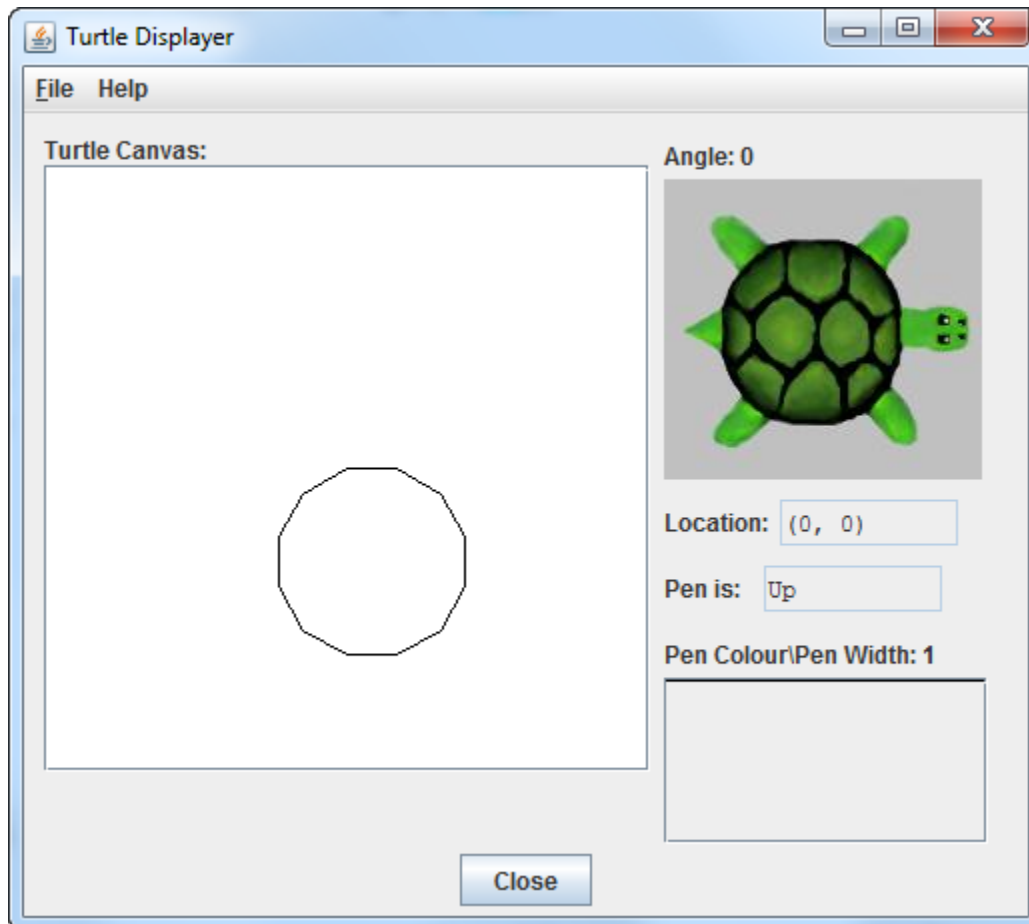 Turtle Displayer
File Help
Turtle Canvas:
Angle: 0
Location: (0, 0)
Pen is: Up
Pen Colour\Pen Width: 1
Close